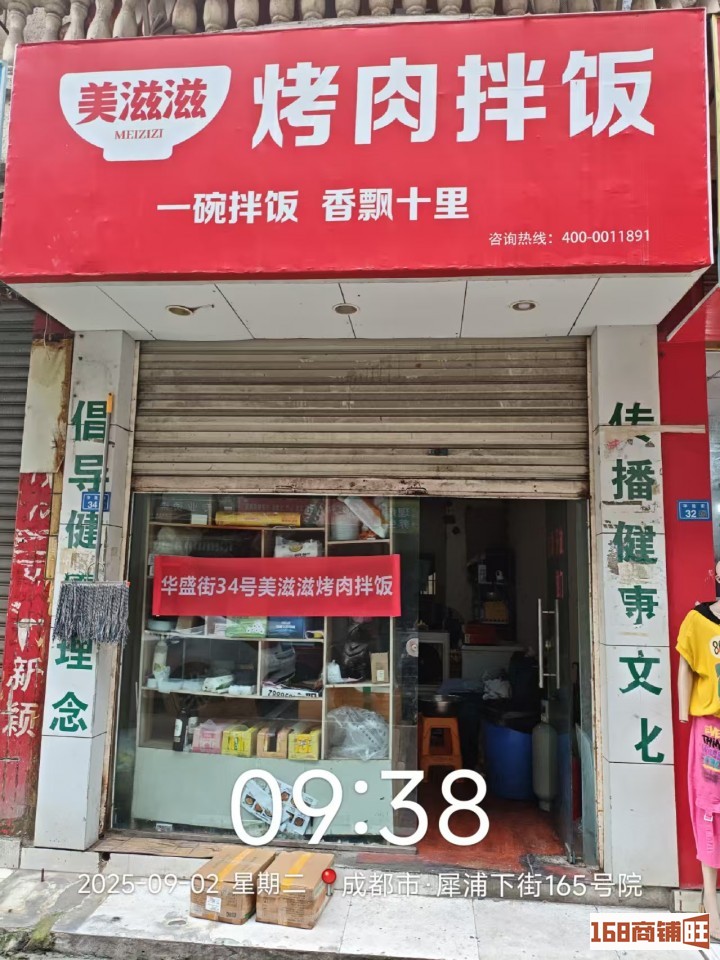 美滋滋
MEIZIZI
烤肉拌饭
一碗拌饭 香飘十里
咨询热线：400-0011891
倡导健康理念
传播健事文化
34
32
华盛街34号美滋滋烤肉拌饭
新颖
09:38
2025-09-02 星期二 成都市·犀浦下街165号院
168商铺旺